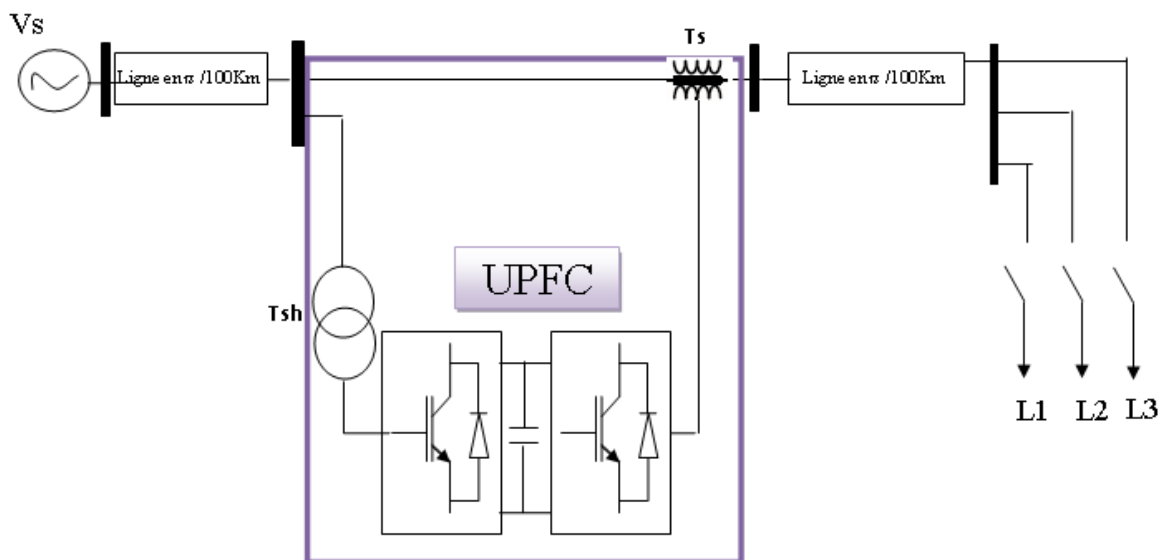 Vs
Ligne en π /100Km
Ts
Ligne en π /100Km
UPFC
Tsh
L1
L2
L3